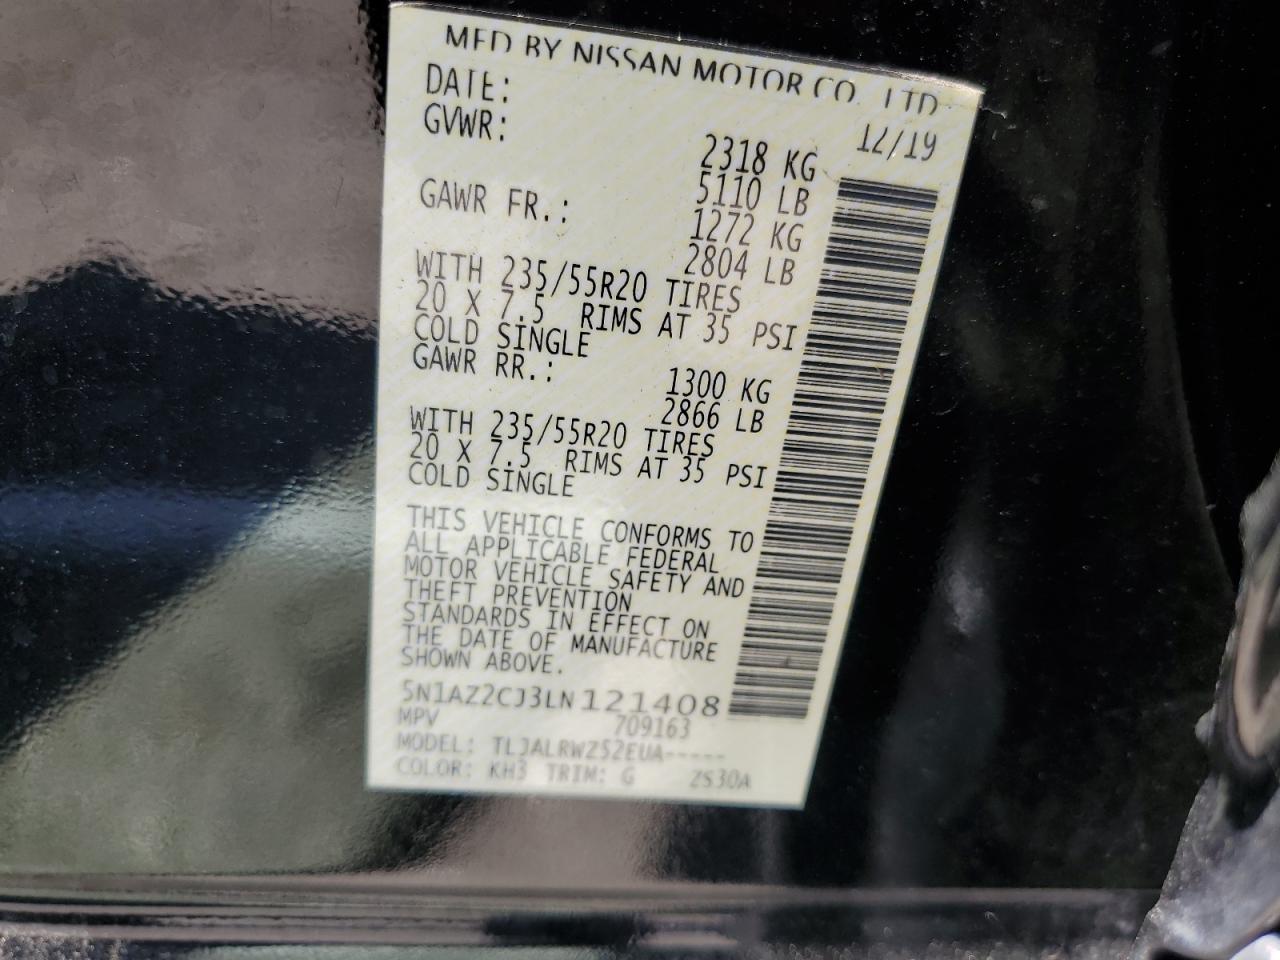 MFD BY NISSAN MOTOR CO., LTD.
DATE: 12/19
GVWR: 2318 KG
5110 LB
GAWR FR.: 1272 KG
2804 LB
WITH 235/55R20 TIRES
20 X 7.5 RIMS AT 35 PSI
COLD SINGLE
GAWR RR.: 1300 KG
2866 LB
WITH 235/55R20 TIRES
20 X 7.5 RIMS AT 35 PSI
COLD SINGLE
THIS VEHICLE CONFORMS TO
ALL APPLICABLE FEDERAL
MOTOR VEHICLE SAFETY AND
THEFT PREVENTION
STANDARDS IN EFFECT ON
THE DATE OF MANUFACTURE
SHOWN ABOVE.
5N1AZ2CJ3LN121408
MPV 709163
MODEL: TLJALRWZ52EUA-----
COLOR: KH3 TRIM: G 2S30A